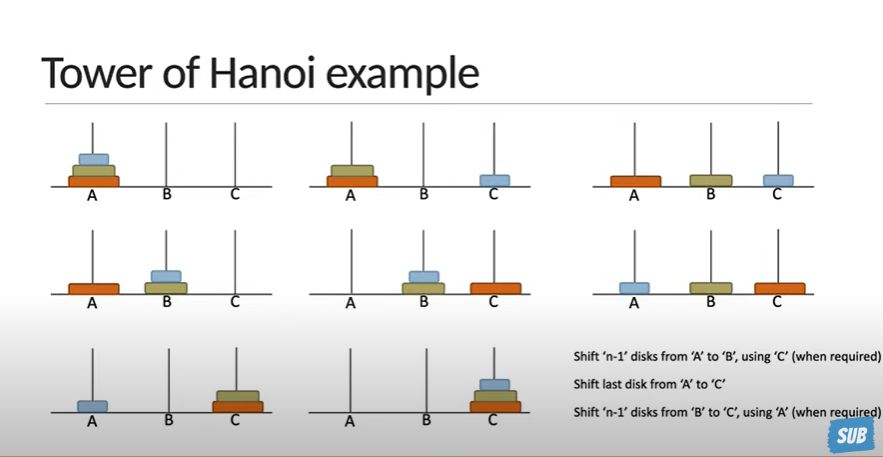 Tower of Hanoi example
A B C
A B C
A B C
A B C
A B C
A B C
A B C
A B C
Shift ‘n-1’ disks from ‘A’ to ‘B’, using ‘C’ (when required)
Shift last disk from ‘A’ to ‘C’
Shift ‘n-1’ disks from ‘B’ to ‘C’, using ‘A’ (when required)
SUB